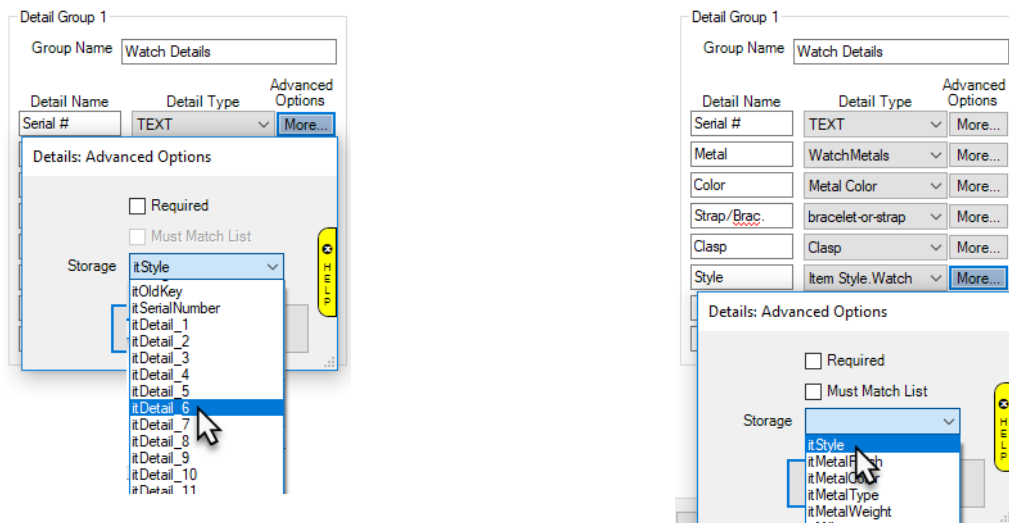 Detail Group 1
Group Name Watch Details
Advanced
Detail Name Detail Type Options
Serial # TEXT More...
Details: Advanced Options
Required
Must Match List
Storage itStyle
HELP
itOldKey
itSerialNumber
itDetail_1
itDetail_2
itDetail_3
itDetail_4
itDetail_5
itDetail_6
itDetail_7
itDetail_8
itDetail_9
itDetail_10
itDetail_11
Detail Group 1
Group Name Watch Details
Advanced
Detail Name Detail Type Options
Serial # TEXT More...
Metal WatchMetals More...
Color Metal Color More...
Strap/Brac. bracelet-or-strap More...
Clasp Clasp More...
Style Item Style.Watch More...
Details: Advanced Options
Required
Must Match List
Storage
HELP
itStyle
itMetalColor
itMetalType
itMetalWeight